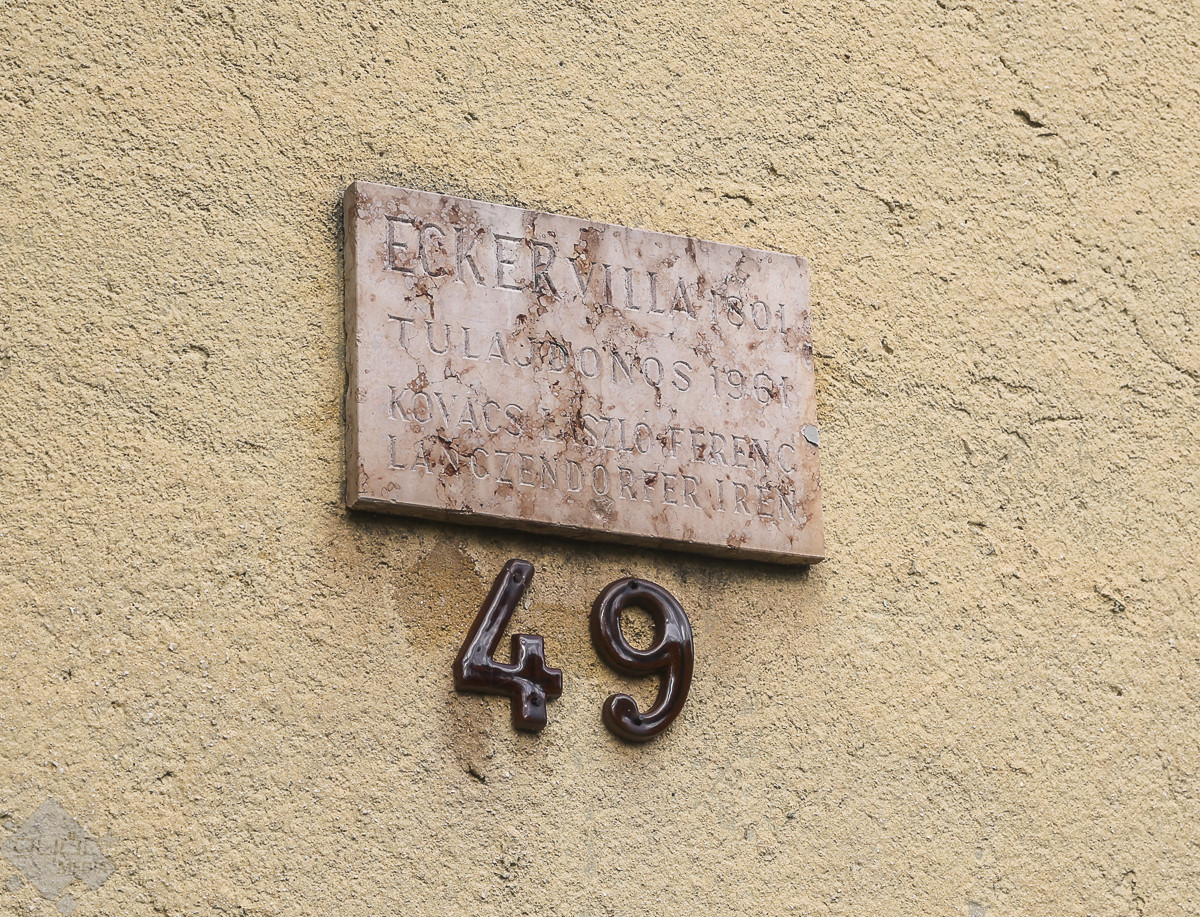 ECKER VILLA 1801
TULAJDONOS 1961
KOVÁCS LÁSZLÓ FERENC
LANCZENDORFER IRÉN
49